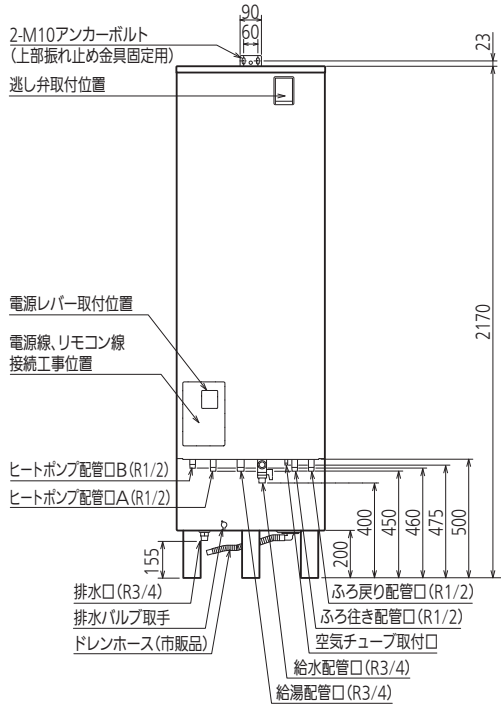 90
60
23
2-M10アンカーボルト
(上部振れ止め金具固定用)
逃し弁取付位置
2170
電源レバー取付位置
電源線、リモコン線
接続工事位置
ヒートポンプ配管口B(R1/2)
ヒートポンプ配管口A(R1/2)
155
200
400
450
460
475
500
排水口(R3/4)
排水バルブ取手
ドレンホース(市販品)
ふろ戻り配管口(R1/2)
ふろ往き配管口(R1/2)
空気チューブ取付口
給水配管口(R3/4)
給湯配管口(R3/4)